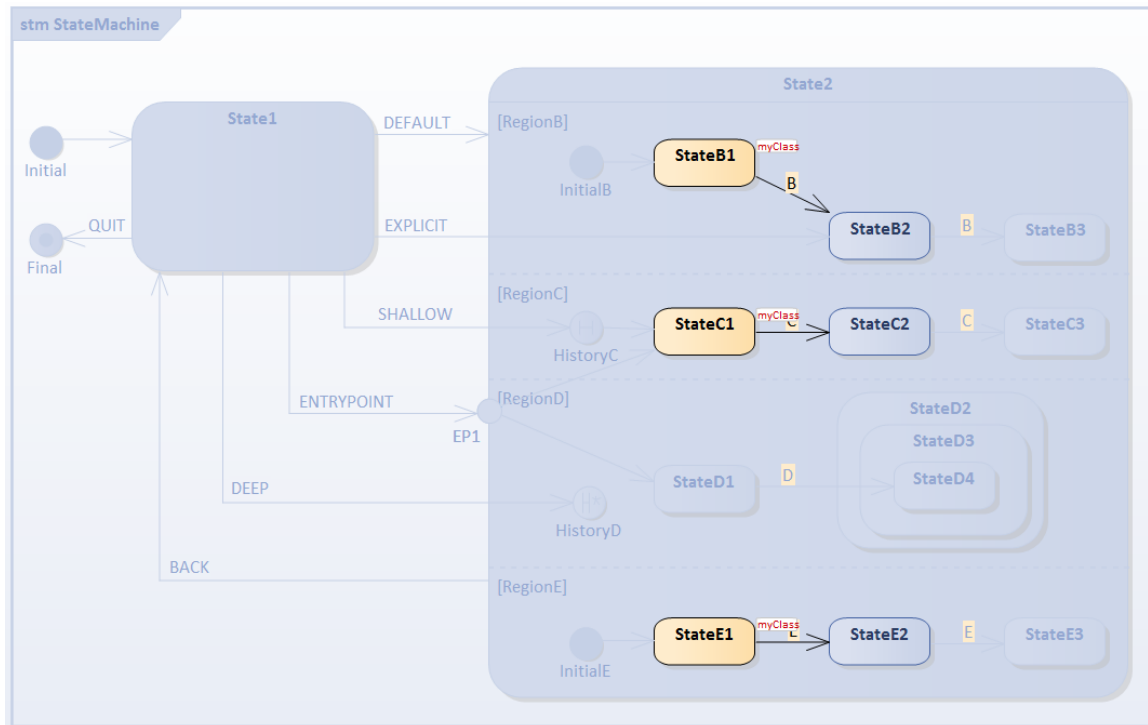 stm StateMachine
State2
State1
DEFAULT
[RegionB]
myClass
StateB1
Initial
InitialB
B
QUIT
EXPLICIT
StateB2
B
StateB3
Final
[RegionC]
SHALLOW
myClass
StateC1
C
StateC2
C
StateC3
HistoryC
ENTRYPOINT
[RegionD]
StateD2
EP1
StateD3
StateD1
D
StateD4
DEEP
HistoryD
BACK
[RegionE]
myClass
StateE1
E
StateE2
E
StateE3
InitialE